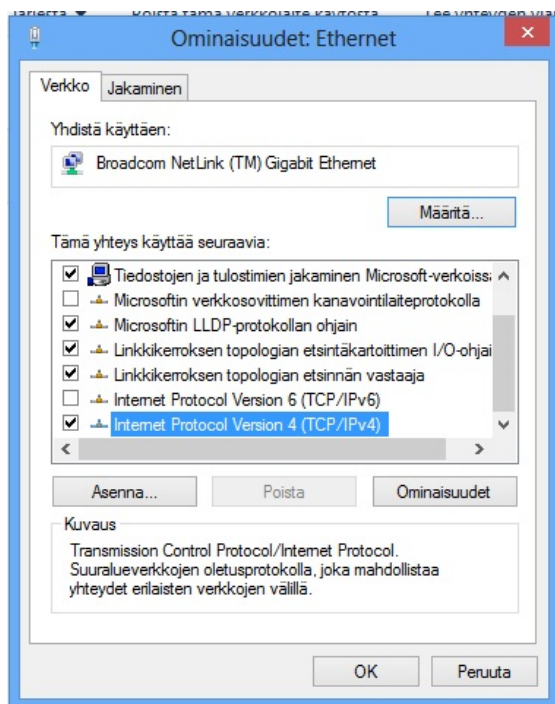 Ominaisuudet: Ethernet
Verkko Jakaminen
Yhdistä käyttäen:
Broadcom NetLink (TM) Gigabit Ethernet
Määritä...
Tämä yhteys käyttää seuraavia:
Tiedostojen ja tulostimien jakaminen Microsoft-verkoissa
Microsoftin verkkosovittimen kanavointilaiteprotokolla
Microsoftin LLDP-protokollan ohjain
Linkkikerroksen topologian etsintäkartoittimen I/O-ohjai
Linkkikerroksen topologian etsinnän vastaaja
Internet Protocol Version 6 (TCP/IPv6)
Internet Protocol Version 4 (TCP/IPv4)
Asenna... Poista Ominaisuudet
Kuvaus
Transmission Control Protocol/Internet Protocol.
Suuralueverkkojen oletusprotokolla, joka mahdollistaa
yhteydet erilaisten verkkojen välillä.
OK Peruuta